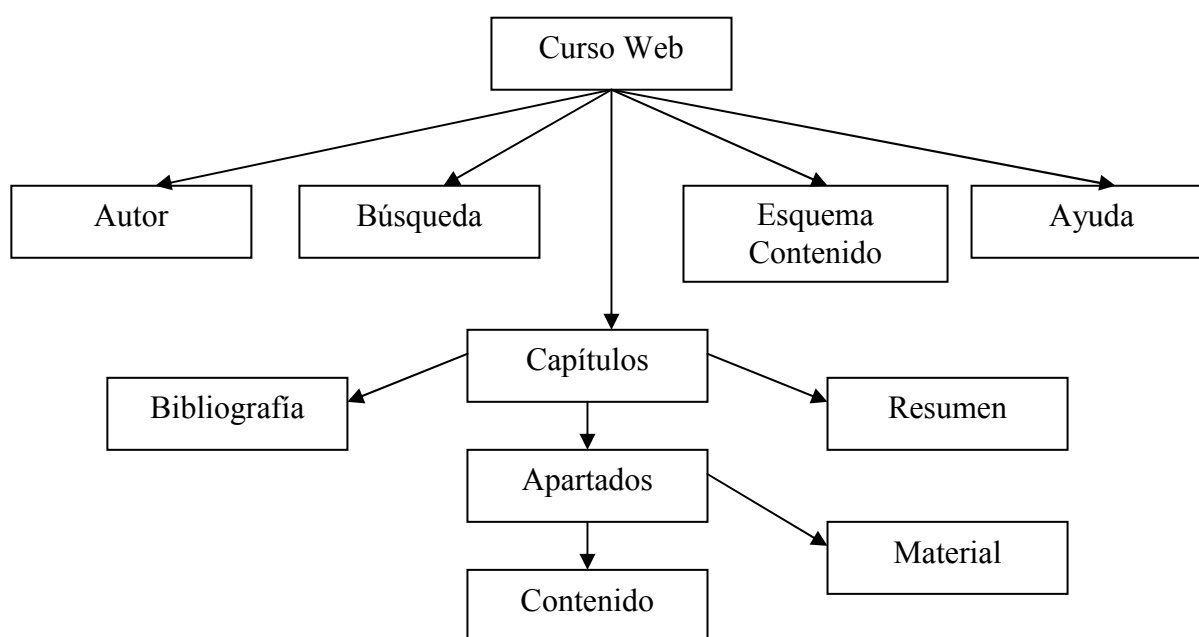 Curso Web
Autor
Búsqueda
Esquema
Contenido
Ayuda
Capítulos
Bibliografía
Resumen
Apartados
Material
Contenido